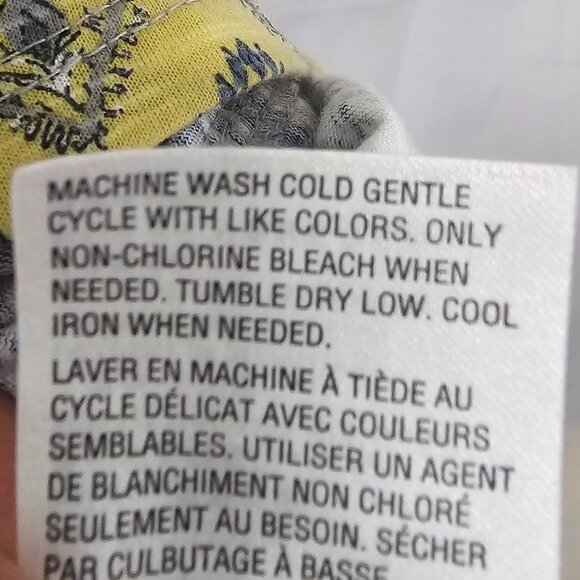 MACHINE WASH COLD GENTLE
CYCLE WITH LIKE COLORS. ONLY
NON-CHLORINE BLEACH WHEN
NEEDED. TUMBLE DRY LOW. COOL
IRON WHEN NEEDED.
LAVER EN MACHINE À TIÈDE AU
CYCLE DÉLICAT AVEC COULEURS
SEMBLABLES. UTILISER UN AGENT
DE BLANCHIMENT NON CHLORÉ
SEULEMENT AU BESOIN. SÉCHER
PAR CULBUTAGE À BASSE